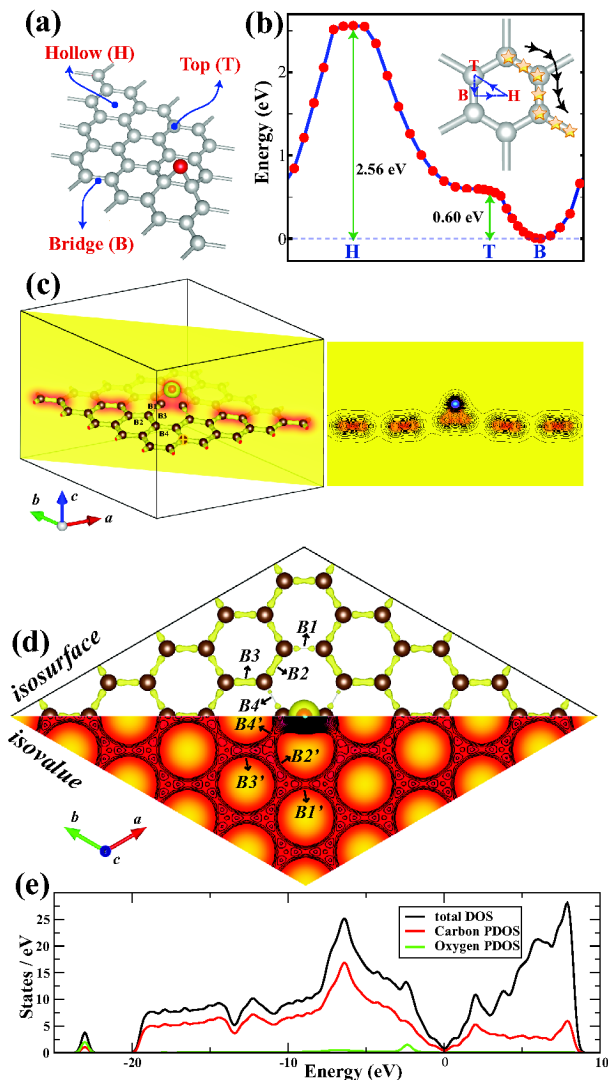 (a)
Hollow (H)
Top (T)
Bridge (B)
(b)
Energy (eV)
2
1
0
2.56 eV
0.60 eV
T
B
H
H
T
B
(c)
B1
B3
B2
B4
b
c
a
(d)
isosurface
isovalue
B1
B3
B2
B4
B4'
B2'
B3'
B1'
b
a
c
(e)
States / eV
25
20
15
10
5
0
total DOS
Carbon PDOS
Oxygen PDOS
-20
-10
0
10
Energy (eV)